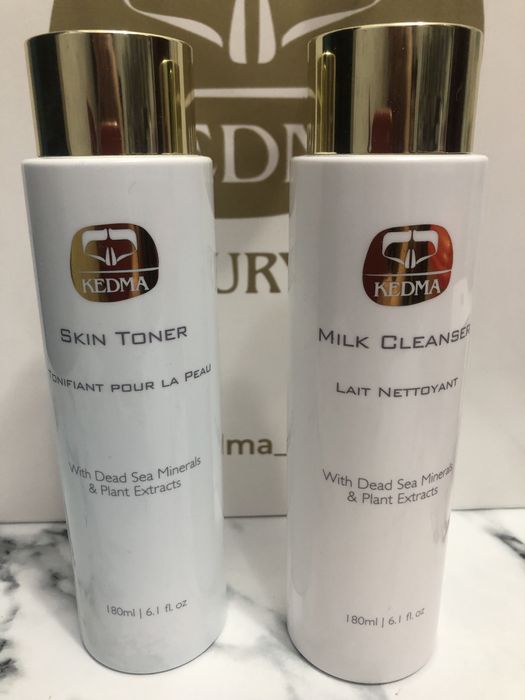 KEDMA
SKIN TONER
TONIFIANT POUR LA PEAU
With Dead Sea Minerals
& Plant Extracts
180ml | 6.1 fl. oz
KEDMA
MILK CLEANSER
LAIT NETTOYANT
With Dead Sea Minerals
& Plant Extracts
180ml | 6.1 fl. oz